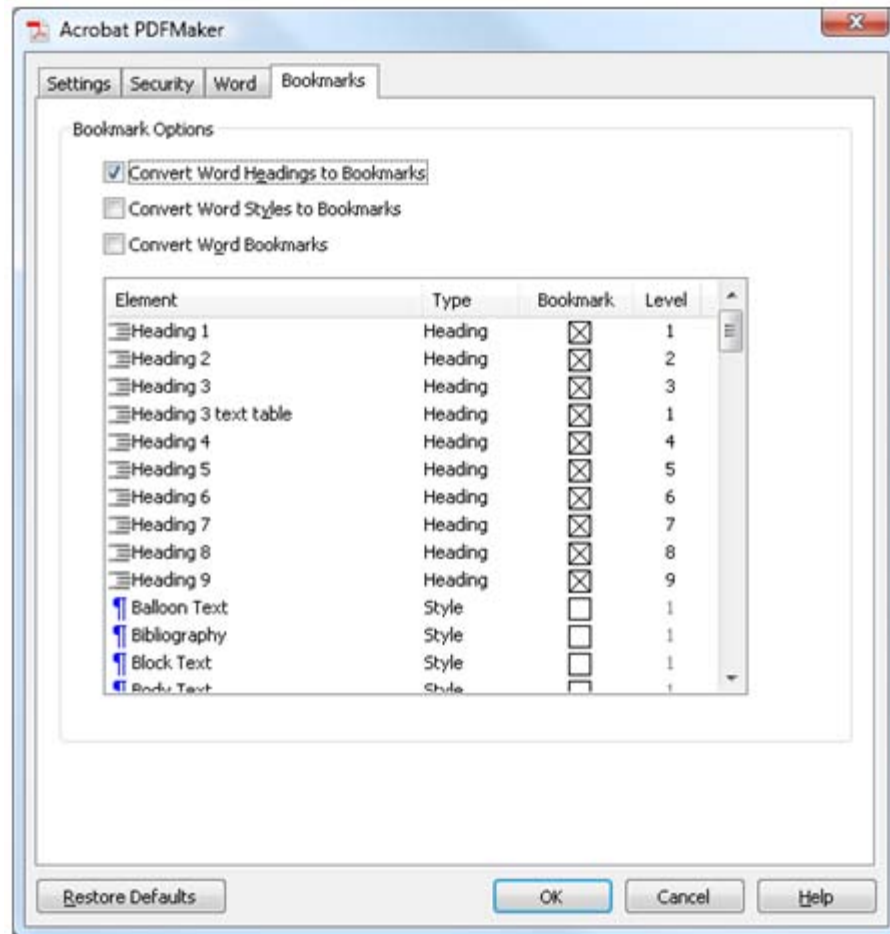 Acrobat PDFMaker
Settings Security Word Bookmarks
Bookmark Options
Convert Word Headings to Bookmarks
Convert Word Styles to Bookmarks
Convert Word Bookmarks
Element Type Bookmark Level
Heading 1 Heading 1
Heading 2 Heading 2
Heading 3 Heading 3
Heading 3 text table Heading 1
Heading 4 Heading 4
Heading 5 Heading 5
Heading 6 Heading 6
Heading 7 Heading 7
Heading 8 Heading 8
Heading 9 Heading 9
¶ Balloon Text Style 1
¶ Bibliography Style 1
¶ Block Text Style 1
¶ Body Text Style 1
Restore Defaults OK Cancel Help